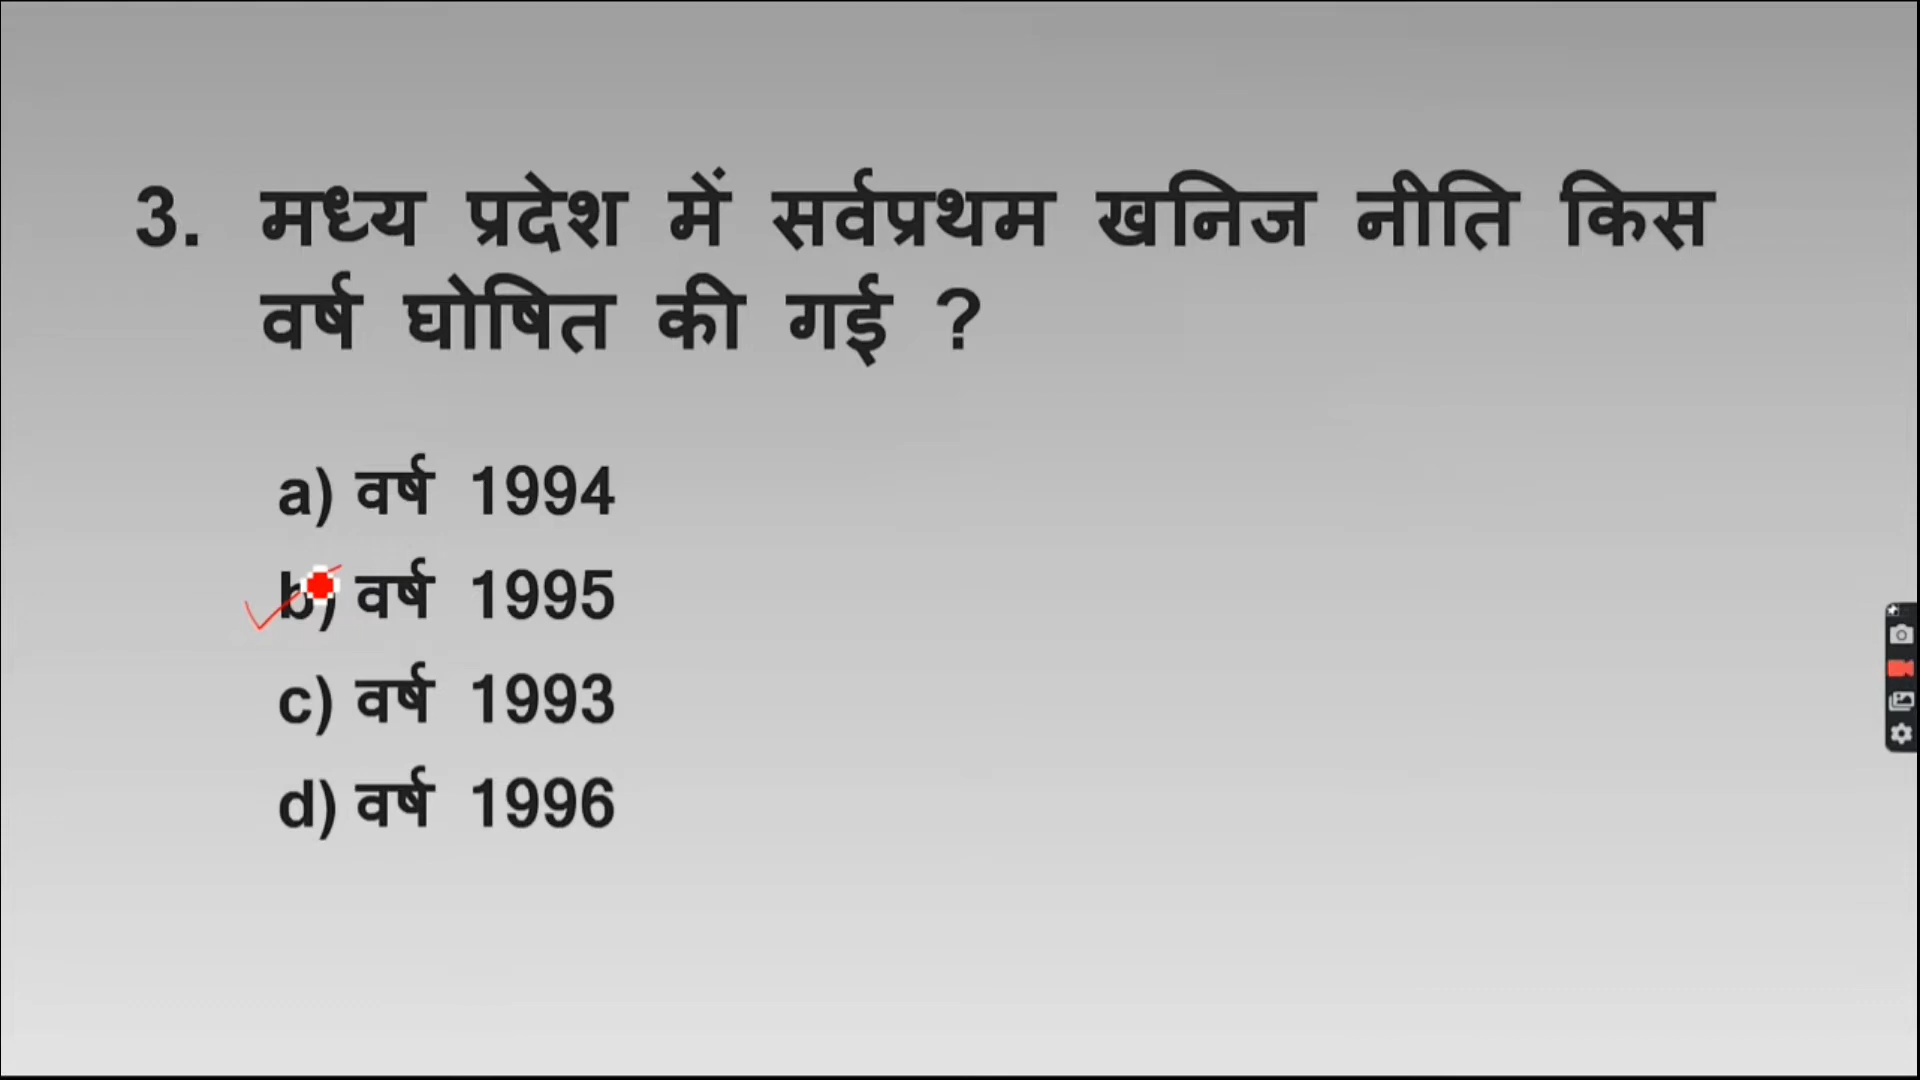 3. मध्य प्रदेश में सर्वप्रथम खनिज नीति किस
वर्ष घोषित की गई ?
a) वर्ष 1994
b) वर्ष 1995
c) वर्ष 1993
d) वर्ष 1996